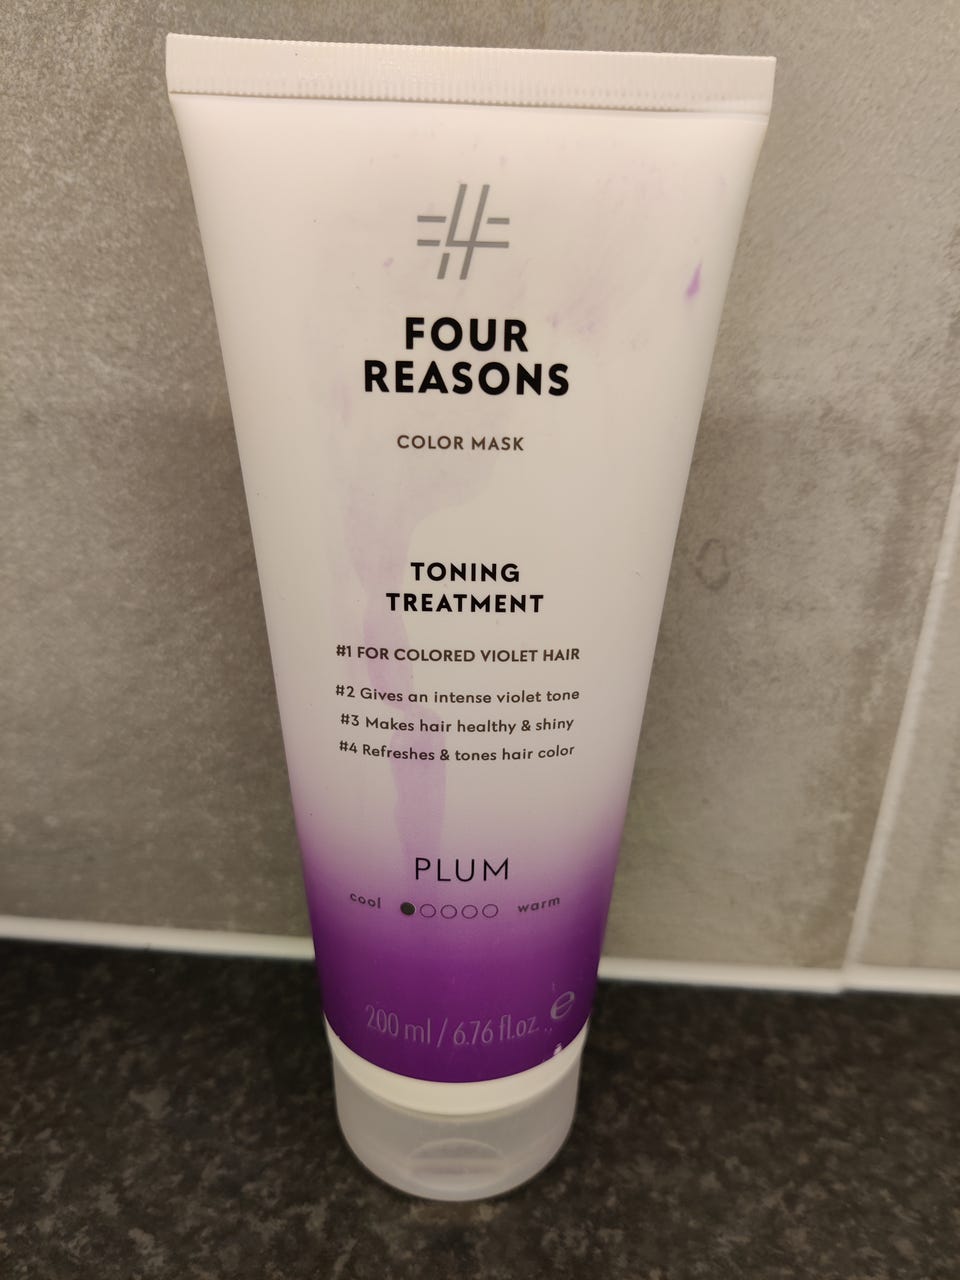 #4
FOUR
REASONS
COLOR MASK
TONING
TREATMENT
#1 FOR COLORED VIOLET HAIR
#2 Gives an intense violet tone
#3 Makes hair healthy & shiny
#4 Refreshes & tones hair color
PLUM
cool warm
200 ml / 6.76 fl.oz. ℮